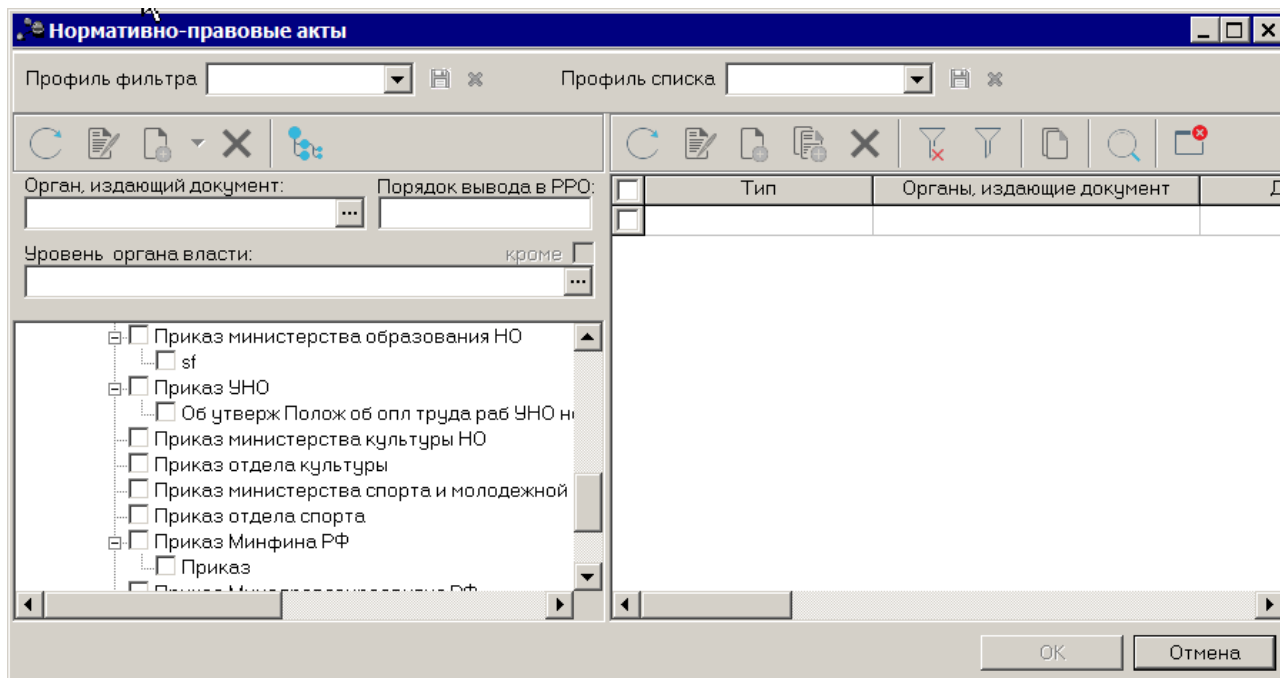 Нормативно-правовые акты
Профиль фильтра Профиль списка
Орган, издающий документ: Порядок вывода в РРО:
Уровень органа власти: кроме
Тип Органы, издающие документ
Приказ министерства образования НО
sf
Приказ УНО
Об утверж Полож об опл труда раб УНО
Приказ министерства культуры НО
Приказ отдела культуры
Приказ министерства спорта и молодежной
Приказ отдела спорта
Приказ Минфина РФ
Приказ
OK Отмена